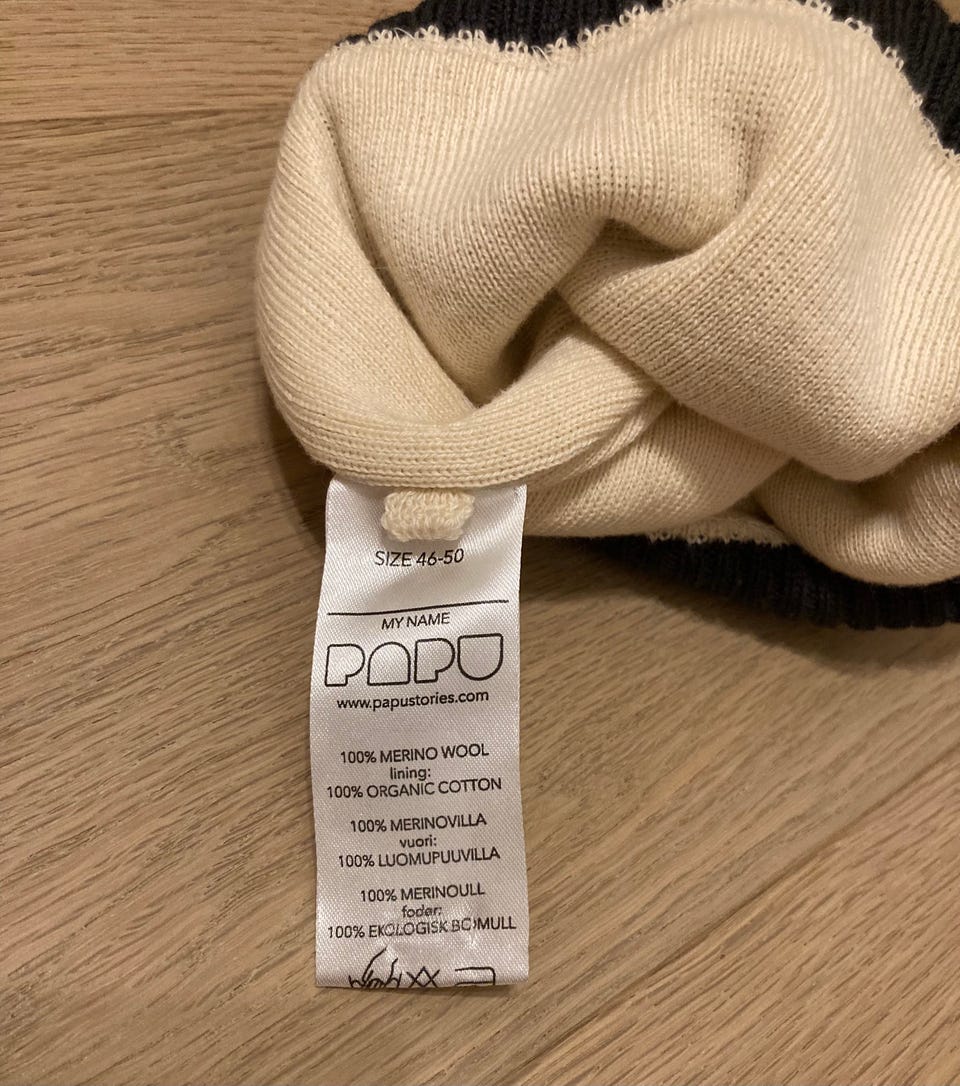 SIZE 46-50
MY NAME
PAPU
www.papustories.com
100% MERINO WOOL
lining:
100% ORGANIC COTTON
100% MERINOVILLA
vuori:
100% LUOMUPUUVILLA
100% MERINOULL
foder:
100% EKOLOGISK BOMULL